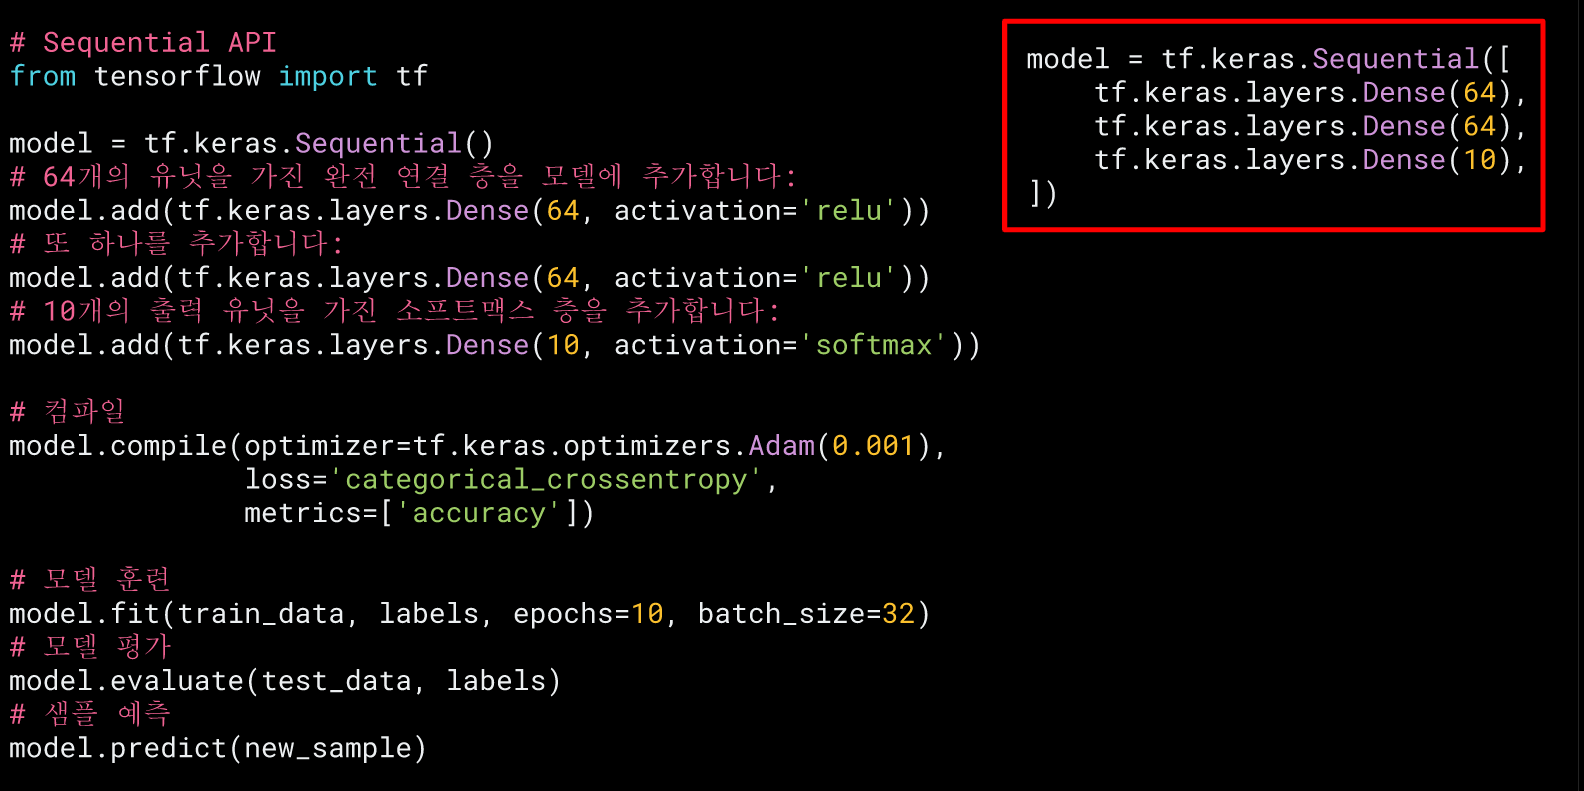 # Sequential API
from tensorflow import tf
model = tf.keras.Sequential()
# 64개의 유닛을 가진 완전 연결 층을 모델에 추가합니다:
model.add(tf.keras.layers.Dense(64, activation='relu'))
# 또 하나를 추가합니다:
model.add(tf.keras.layers.Dense(64, activation='relu'))
# 10개의 출력 유닛을 가진 소프트맥스 층을 추가합니다:
model.add(tf.keras.layers.Dense(10, activation='softmax'))
# 컴파일
model.compile(optimizer=tf.keras.optimizers.Adam(0.001),
loss='categorical_crossentropy',
metrics=['accuracy'])
# 모델 훈련
model.fit(train_data, labels, epochs=10, batch_size=32)
# 모델 평가
model.evaluate(test_data, labels)
# 샘플 예측
model.predict(new_sample)
model = tf.keras.Sequential([
tf.keras.layers.Dense(64),
tf.keras.layers.Dense(64),
tf.keras.layers.Dense(10),
])